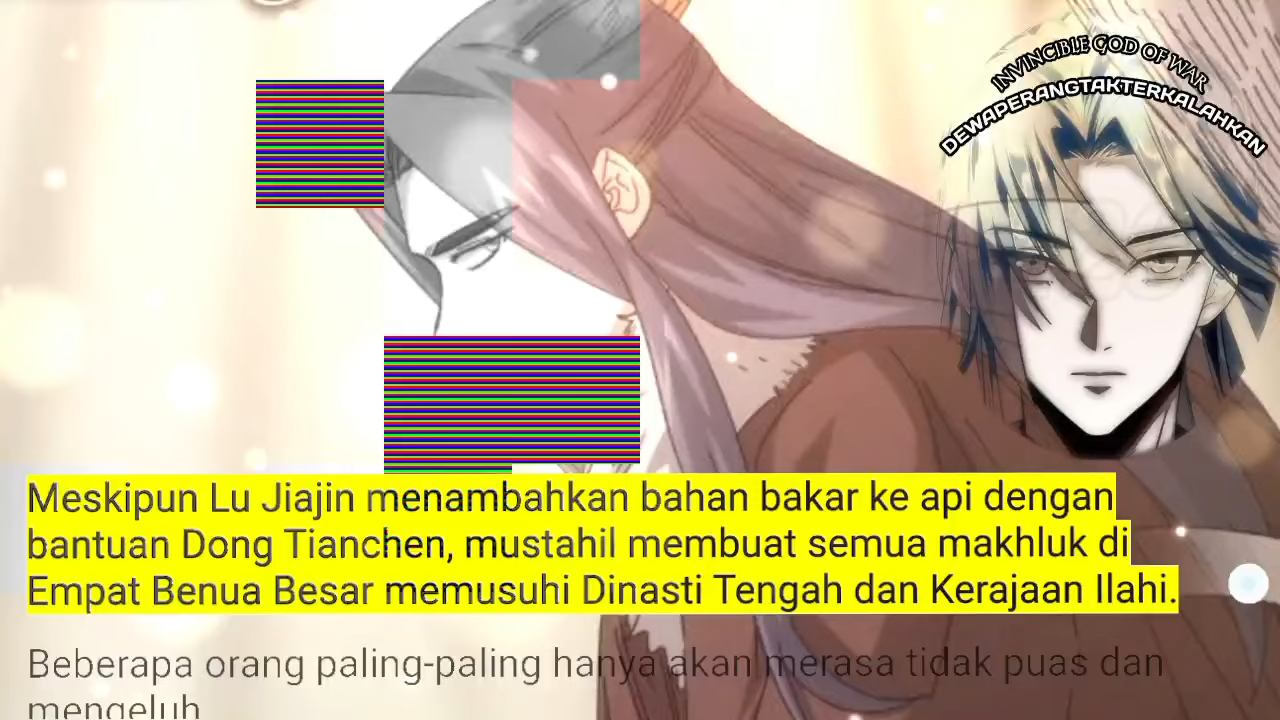 INVINCIBLE GOD OF WAR
DEWAPERANGTAKTERKALAHKAN
Meskipun Lu Jiajin menambahkan bahan bakar ke api dengan
bantuan Dong Tianchen, mustahil membuat semua makhluk di
Empat Benua Besar memusuhi Dinasti Tengah dan Kerajaan Ilahi.
Beberapa orang paling-paling hanya akan merasa tidak puas dan
mengeluh